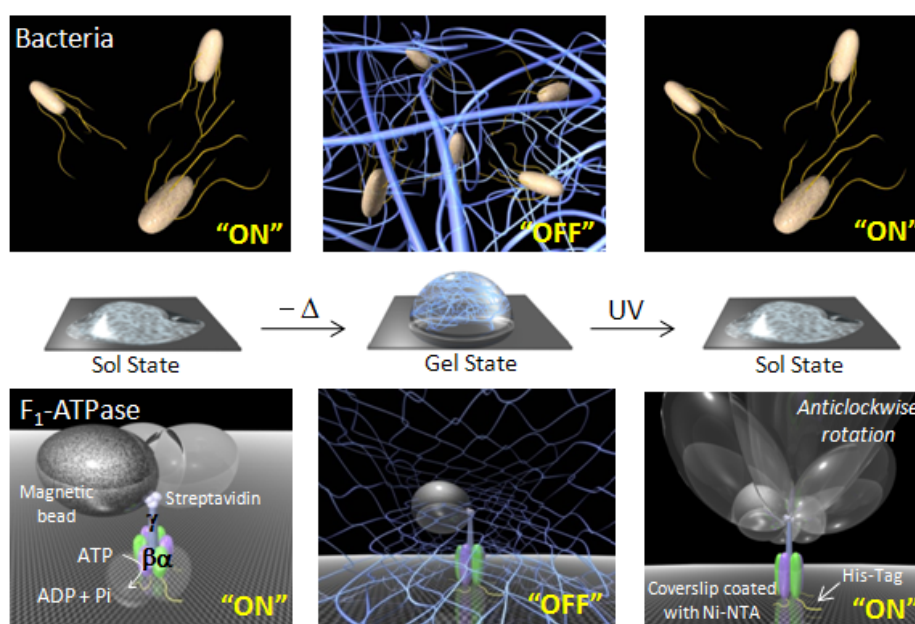 Bacteria
"ON"
"OFF"
"ON"
– Δ
UV
Sol State
Gel State
Sol State
F₁-ATPase
Magnetic
bead
Streptavidin
γ
ATP
βα
ADP + Pi
"ON"
"OFF"
Anticlockwise
rotation
His-Tag
Coverslip coated
with Ni-NTA
"ON"